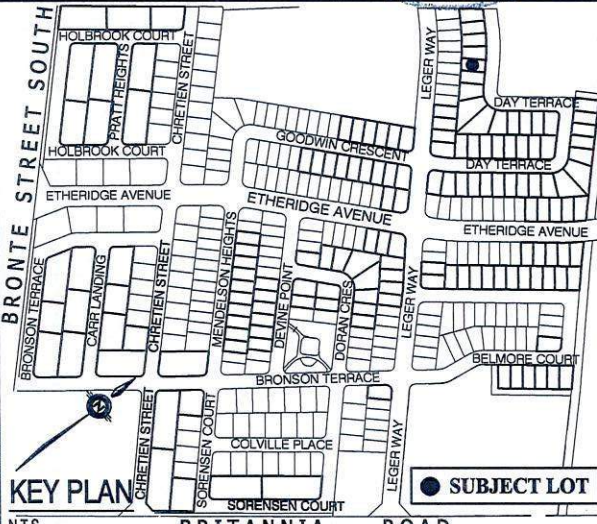 HOLBROOK COURT
BRONTE STREET SOUTH
PRATT HEIGHTS
CHRETIEN STREET
LEGER WAY
DAY TERRACE
GOODWIN CRESCENT
HOLBROOK COURT
DAY TERRACE
ETHERIDGE AVENUE
ETHERIDGE AVENUE
ETHERIDGE AVENUE
BRONSON TERRACE
CARR LANDING
CHRETIEN STREET
MENDELSON HEIGHTS
DEVINE POINT
DORAN CRES
LEGER WAY
BELMORE COURT
BRONSON TERRACE
N
CHRETIEN STREET
SORENSEN COURT
COLVILLE PLACE
LEGER WAY
KEY PLAN
SUBJECT LOT
SORENSEN COURT
NTS
BRITANNIA ROAD